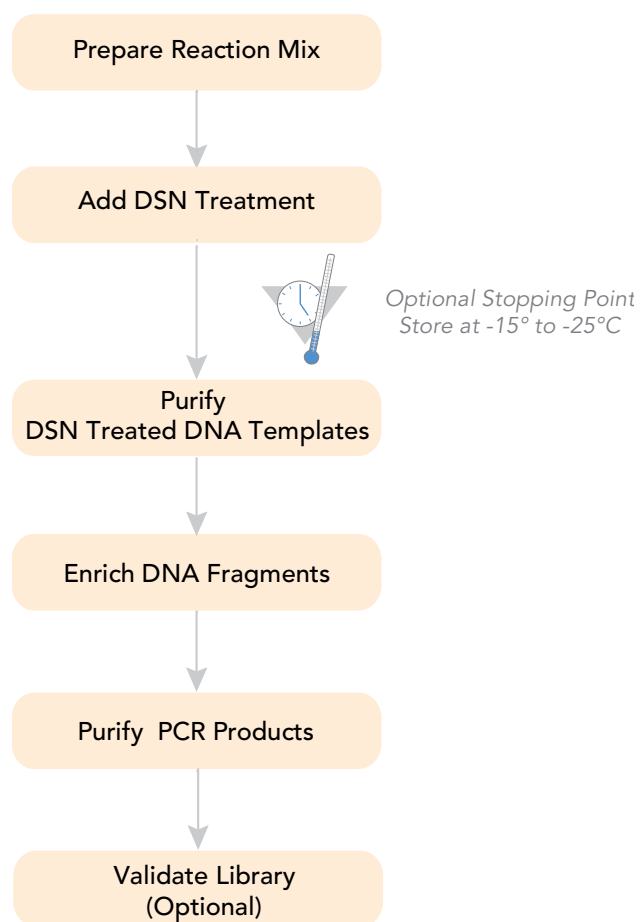 Prepare Reaction Mix
Add DSN Treatment
Optional Stopping Point
Store at -15° to -25°C
Purify
DSN Treated DNA Templates
Enrich DNA Fragments
Purify  PCR Products
Validate Library
(Optional)